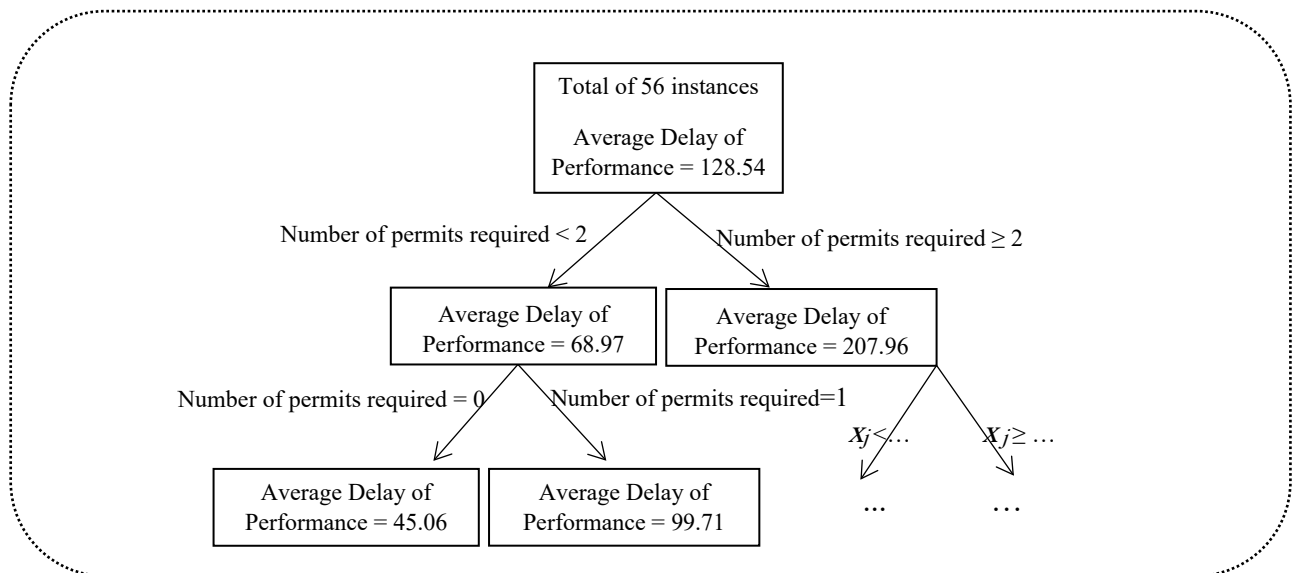 Total of 56 instances
Average Delay of
Performance = 128.54
Number of permits required < 2
Number of permits required ≥ 2
Average Delay of
Performance = 68.97
Average Delay of
Performance = 207.96
Number of permits required = 0
Number of permits required=1
Xj<…
Xj≥ …
Average Delay of
Performance = 45.06
Average Delay of
Performance = 99.71
...
…